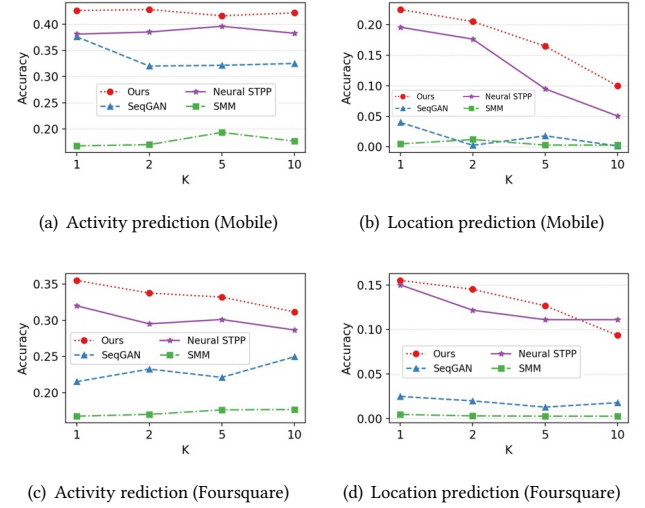 Accuracy
0.40
0.35
0.30
0.25
0.20
Ours
SeqGAN
Neural STPP
SMM
1
2
5
10
K
(a) Activity prediction (Mobile)
Accuracy
0.20
0.15
0.10
0.05
0.00
Ours
SeqGAN
Neural STPP
SMM
1
2
5
10
K
(b) Location prediction (Mobile)
Accuracy
0.35
0.30
0.25
0.20
Ours
SeqGAN
Neural STPP
SMM
1
2
5
10
K
(c) Activity rediction (Foursquare)
Accuracy
0.15
0.10
0.05
0.00
Ours
SeqGAN
Neural STPP
SMM
1
2
5
10
K
(d) Location prediction (Foursquare)